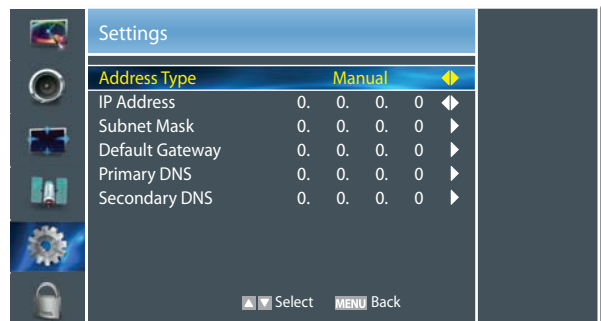 Settings
Address Type Manual
IP Address 0. 0. 0. 0
Subnet Mask 0. 0. 0. 0
Default Gateway 0. 0. 0. 0
Primary DNS 0. 0. 0. 0
Secondary DNS 0. 0. 0. 0
Select MENU Back